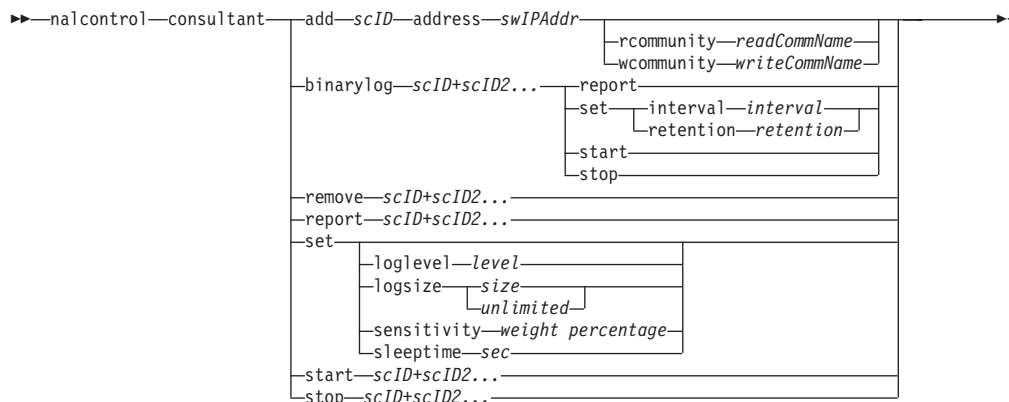 nalcontrol consultant add scID address swIPAddr
rcommunity readCommName
wcommunity writeCommName
binarylog scID+scID2... report
set interval interval
retention retention
start
stop
remove scID+scID2...
report scID+scID2...
set
loglevel level
logsize size
unlimited
sensitivity weight percentage
sleeptime sec
start scID+scID2...
stop scID+scID2...